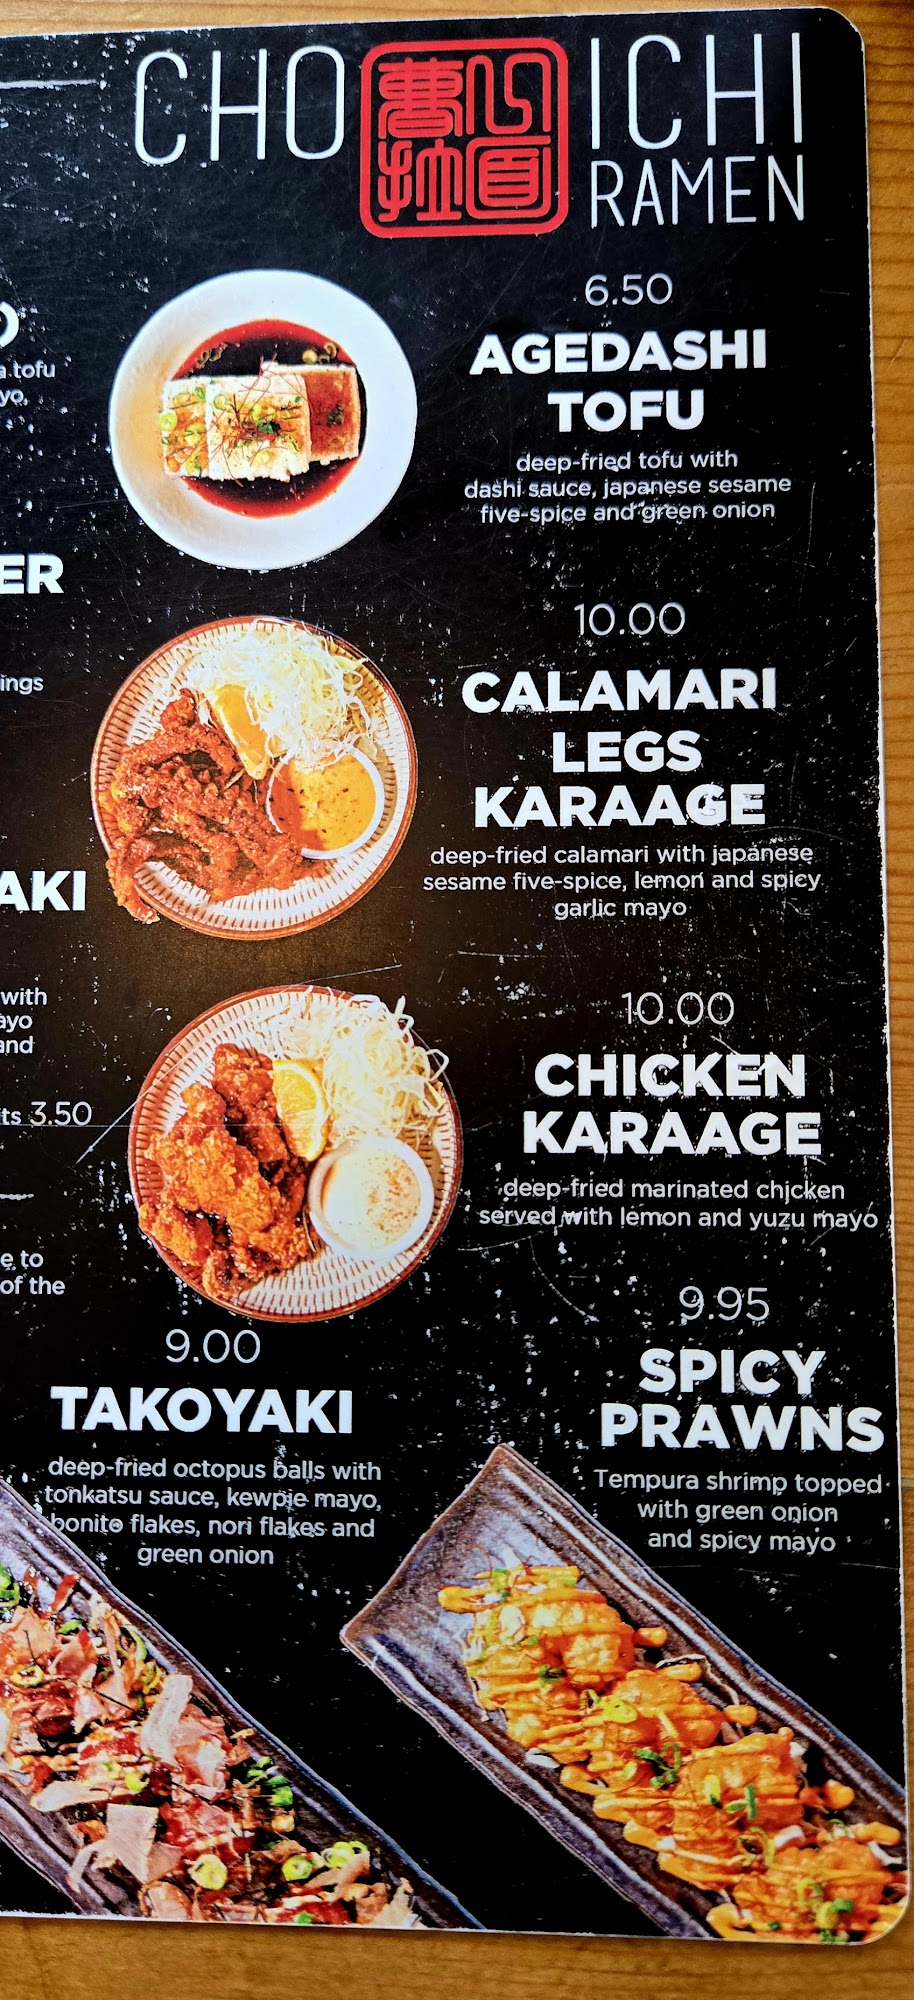 CHO ICHI
RAMEN
6.50
AGEDASHI
TOFU
deep-fried tofu with
dashi sauce, japanese sesame
five-spice and green onion
10.00
CALAMARI
LEGS
KARAAGE
deep-fried calamari with japanese
sesame five-spice, lemon and spicy
garlic mayo
10.00
CHICKEN
KARAAGE
deep-fried marinated chicken
served with lemon and yuzu mayo
9.95
SPICY
PRAWNS
Tempura shrimp topped
with green onion
and spicy mayo
9.00
TAKOYAKI
deep-fried octopus balls with
tonkatsu sauce, kewpie mayo,
bonito flakes, nori flakes and
green onion
tofu
with
3.50
to
of the